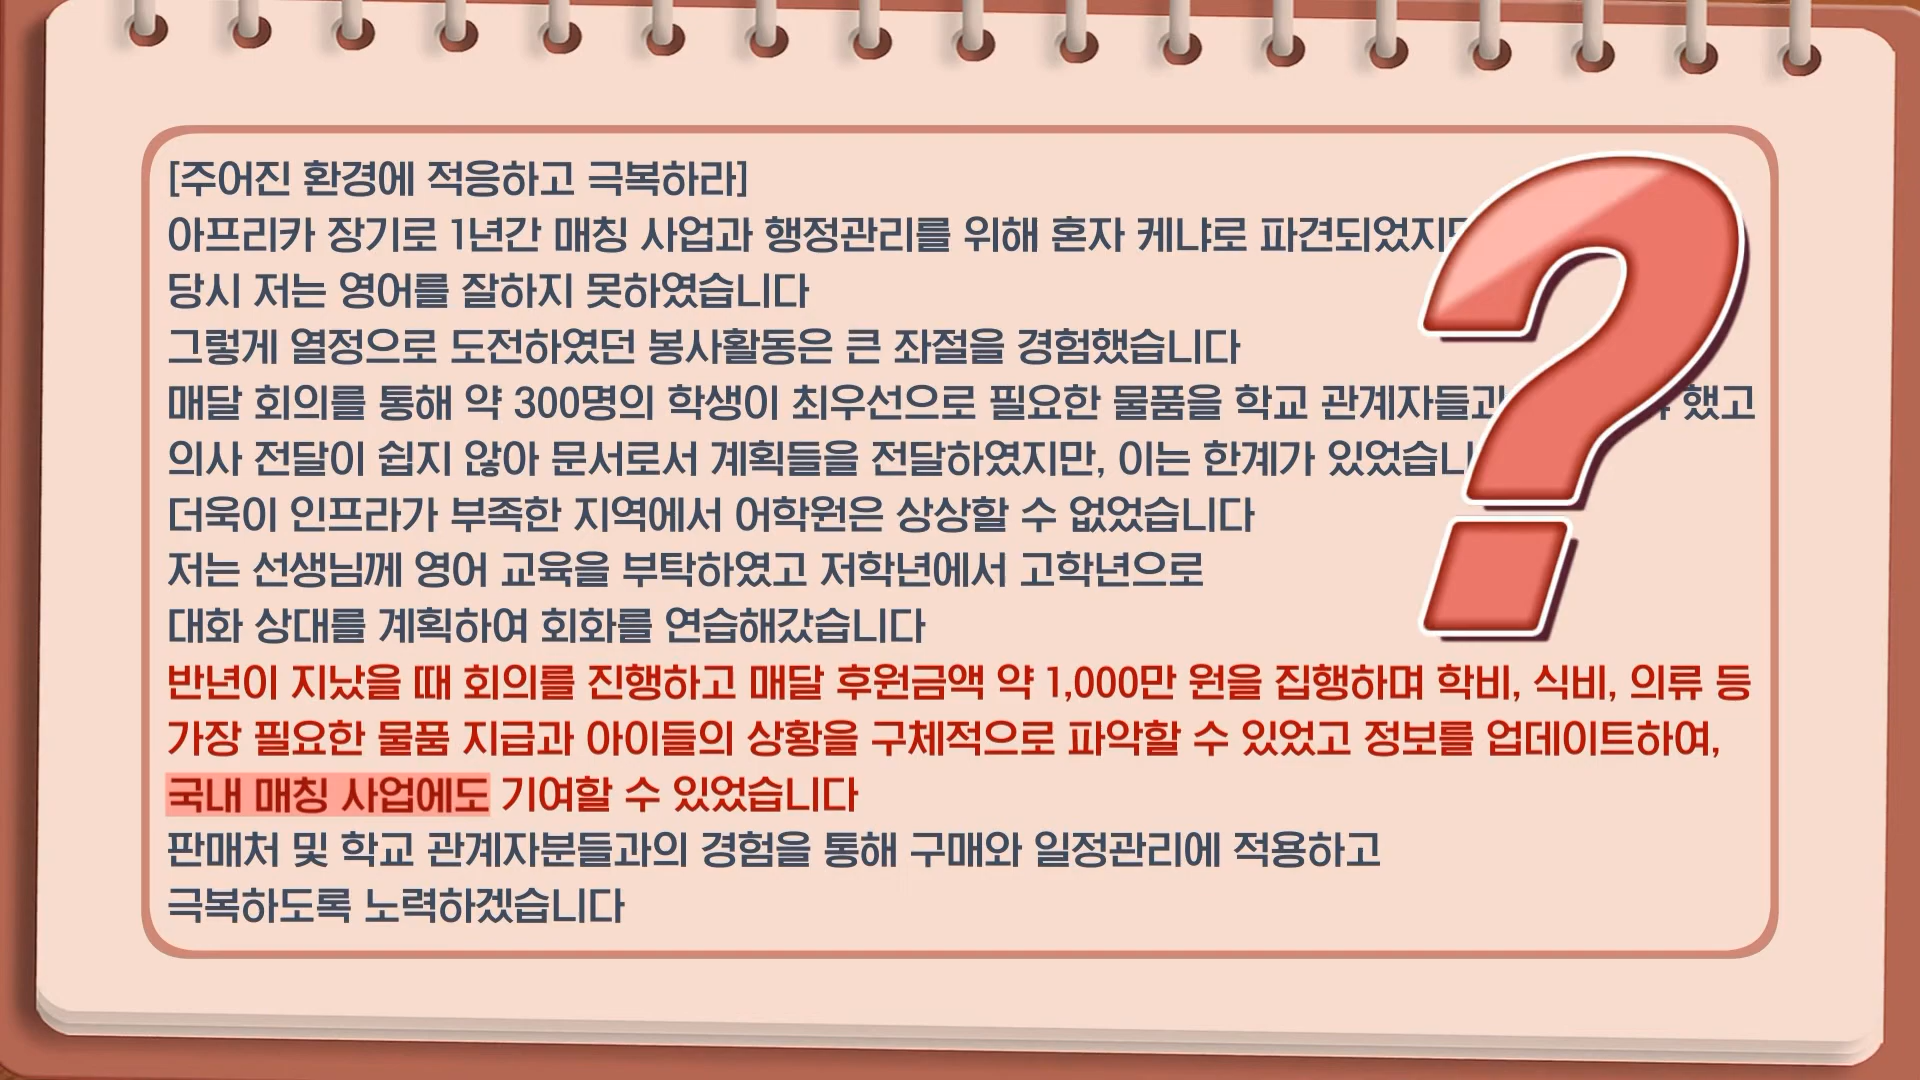 [주어진 환경에 적응하고 극복하라]
아프리카 장기로 1년간 매칭 사업과 행정관리를 위해 혼자 케냐로
당시 저는 영어를 잘하지 못하였습니다
그렇게 열정으로 도전하였던 봉사활동은 큰 좌절을 경험했습니다
매달 회의를 통해 약 300명의 학생이 최우선으로 필요한 물품을 학교 관계자들과 했고
의사 전달이 쉽지 않아 문서로서 계획들을 전달하였지만, 이는 한계가
더욱이 인프라가 부족한 지역에서 어학원은 상상할 수 없었습니다
저는 선생님께 영어 교육을 부탁하였고 저학년에서 고학년으로
대화 상대를 계획하여 회화를 연습해갔습니다
반년이 지났을 때 회의를 진행하고 매달 후원금액 약 1,000만 원을 집행하며 학비, 식비, 의류 등
가장 필요한 물품 지급과 아이들의 상황을 구체적으로 파악할 수 있었고 정보를 업데이트하여,
국내 매칭 사업에도 기여할 수 있었습니다
판매처 및 학교 관계자분들과의 경험을 통해 구매와 일정관리에 적용하고
극복하도록 노력하겠습니다